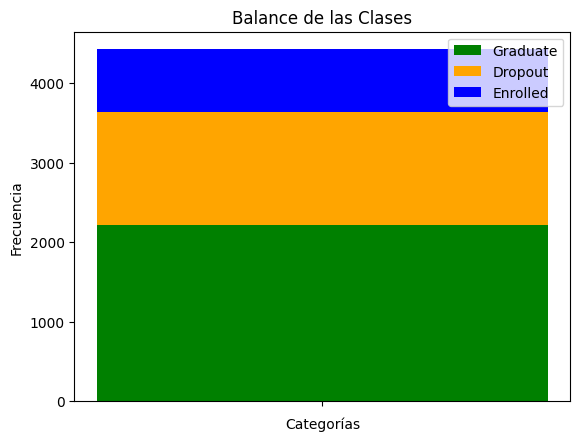 Balance de las Clases
Graduate
Dropout
Enrolled
4000
3000
2000
1000
0
Frecuencia
Categorías